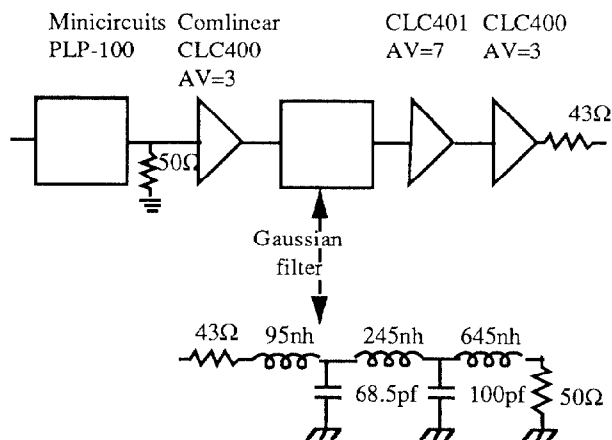 Minicircuits
PLP-100
Comlinear
CLC400
AV=3
CLC401
AV=7
CLC400
AV=3
50Ω
43Ω
Gaussian
filter
43Ω
95nh
245nh
645nh
68.5pf
100pf
50Ω